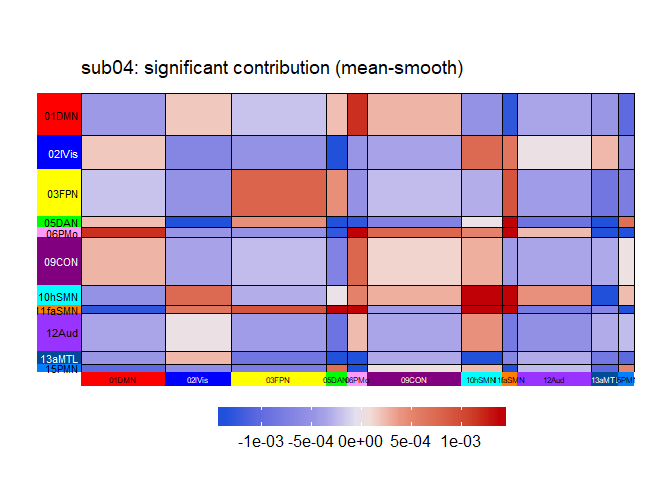 sub04: significant contribution (mean-smooth)
01DMN
02lVis
03FPN
05DAN
06PMo
09CON
10hSMN
11faSMN
12Aud
13aMTL
15PMN
01DMN 02lVis 03FPN 05DAN 06PMo 09CON 10hSMN 11faSMN 12Aud 13aMTL 15PMN
-1e-03 -5e-04 0e+00 5e-04 1e-03